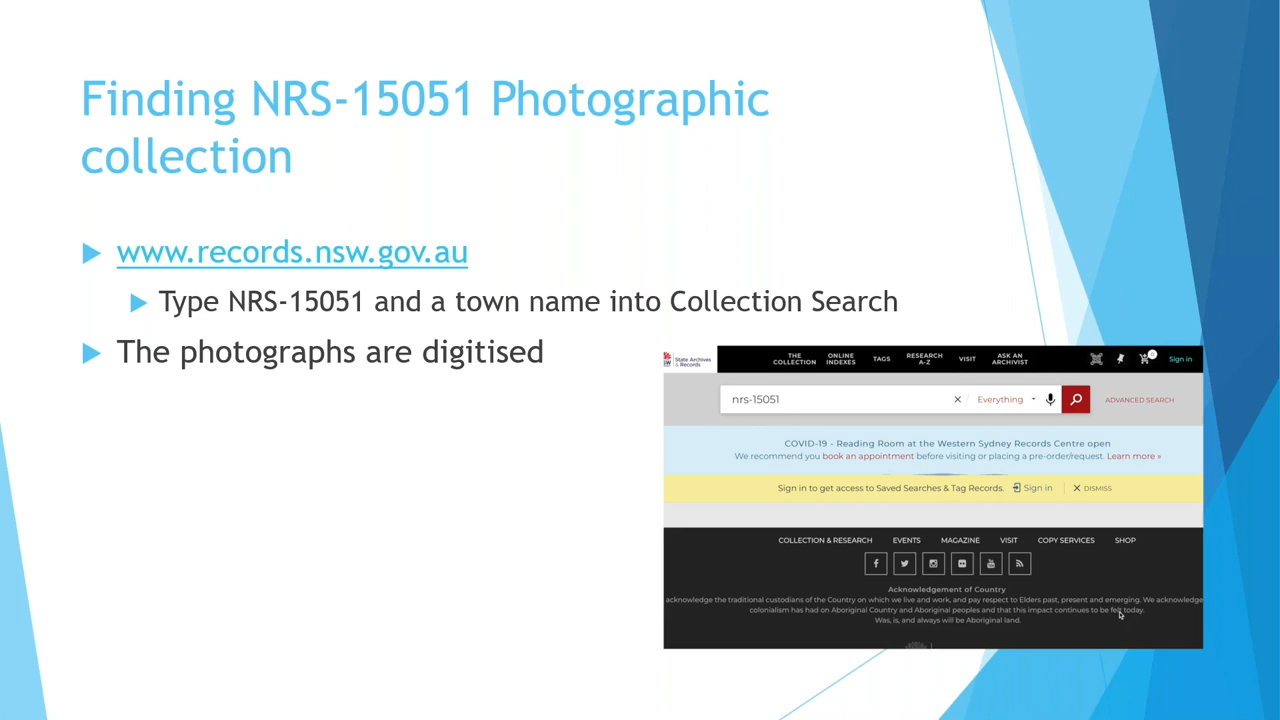 Finding NRS-15051 Photographic
collection
www.records.nsw.gov.au
Type NRS-15051 and a town name into Collection Search
The photographs are digitised
State Archives
& Records
THE
COLLECTION
ONLINE
INDEXES
TAGS
RESEARCH
A-Z
VISIT
ASK AN
ARCHIVIST
0
Sign in
nrs-15051
Everything
ADVANCED SEARCH
COVID-19 - Reading Room at the Western Sydney Records Centre open
We recommend you book an appointment before visiting or placing a pre-order/request. Learn more »
Sign in to get access to Saved Searches & Tag Records. Sign in DISMISS
COLLECTION & RESEARCH EVENTS MAGAZINE VISIT COPY SERVICES SHOP
Acknowledgement of Country
acknowledge the traditional custodians of the Country on which we live and work, and pay respect to Elders past, present and emerging. We acknowledge
colonialism has had on Aboriginal Country and Aboriginal peoples and that this impact continues to be felt today.
Was, is, and always will be Aboriginal land.